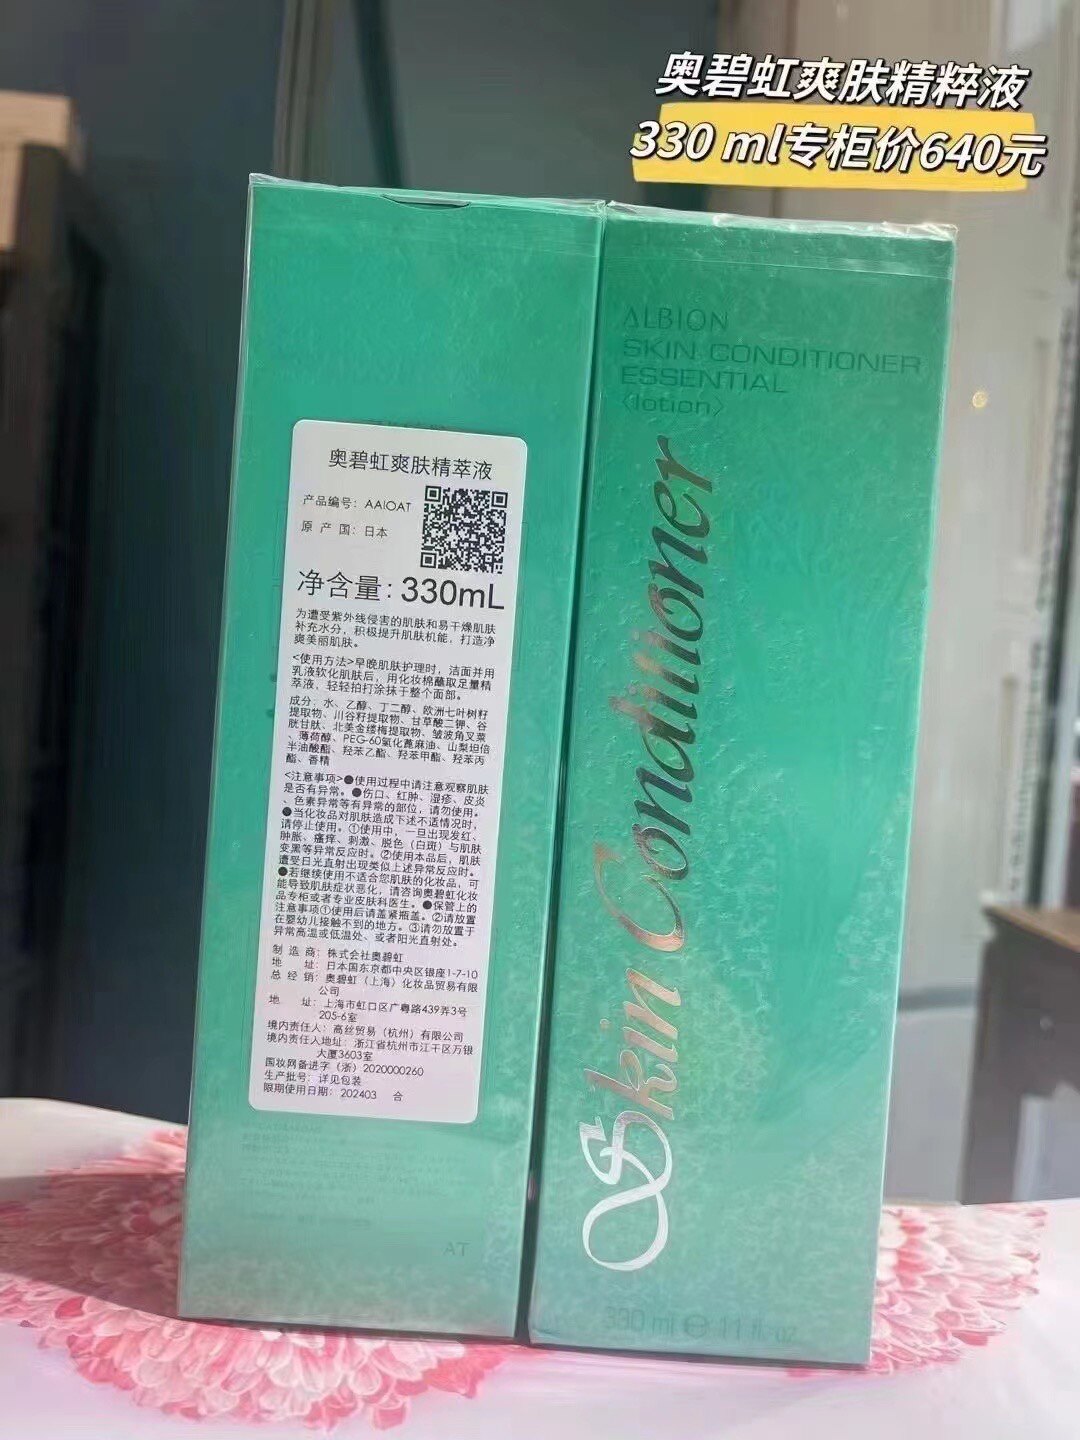 奥碧虹爽肤精粹液
330 ml专柜价640元
ALBION
SKIN CONDITIONER
ESSENTIAL
〈lotion〉
Skin Conditioner
330 ml ℮ 11 fl. oz.
奥碧虹爽肤精萃液
产品编号：AAIOAT
原 产 国：日本
净含量：330mL
为遭受紫外线侵害的肌肤和易干燥肌肤
补充水分，积极提升肌肤机能，打造净
爽美丽肌肤。
<使用方法>早晚肌肤护理时，洁面并用
乳液软化肌肤后，用化妆棉蘸取足量精
萃液，轻轻拍打涂抹于整个面部。
成分：水、乙醇、丁二醇、欧洲七叶树籽
提取物、川谷籽提取物、甘草酸二钾、谷
胱甘肽、北美金缕梅提取物、皱波角叉菜
、薄荷醇、PEG-60氢化蓖麻油、山梨坦倍
半油酸酯、羟苯乙酯、羟苯甲酯、羟苯丙
酯、香精
<注意事项>●使用过程中请注意观察肌肤
是否有异常。●伤口、红肿、湿疹、皮炎
、色素异常等有异常的部位，请勿使用。
●当化妆品对肌肤造成下述不适情况时，
请停止使用。①使用中，一旦出现发红、
肿胀、瘙痒、刺激、脱色（白斑）与肌肤
变黑等异常反应时。②使用本品后，肌肤
遭受日光直射出现类似上述异常反应时。
●若继续使用不适合您肌肤的化妆品，可
能导致肌肤症状恶化，请咨询奥碧虹化妆
品专柜或者专业皮肤科医生。●保管上的
注意事项①使用后请盖紧瓶盖。②请放置
在婴幼儿接触不到的地方。③请勿放置于
异常高温或低温处、或者阳光直射处。
制 造 商：株式会社奥碧虹
地 址：日本国东京都中央区银座1-7-10
总 经 销：奥碧虹（上海）化妆品贸易有限
公司
地 址：上海市虹口区广粤路439弄3号
205-6室
境内责任人：高丝贸易（杭州）有限公司
境内责任人地址：浙江省杭州市江干区万银
大厦3603室
国妆网备进字（浙）2020000260
生产批号：详见包装
限期使用日期：202403 合
AT